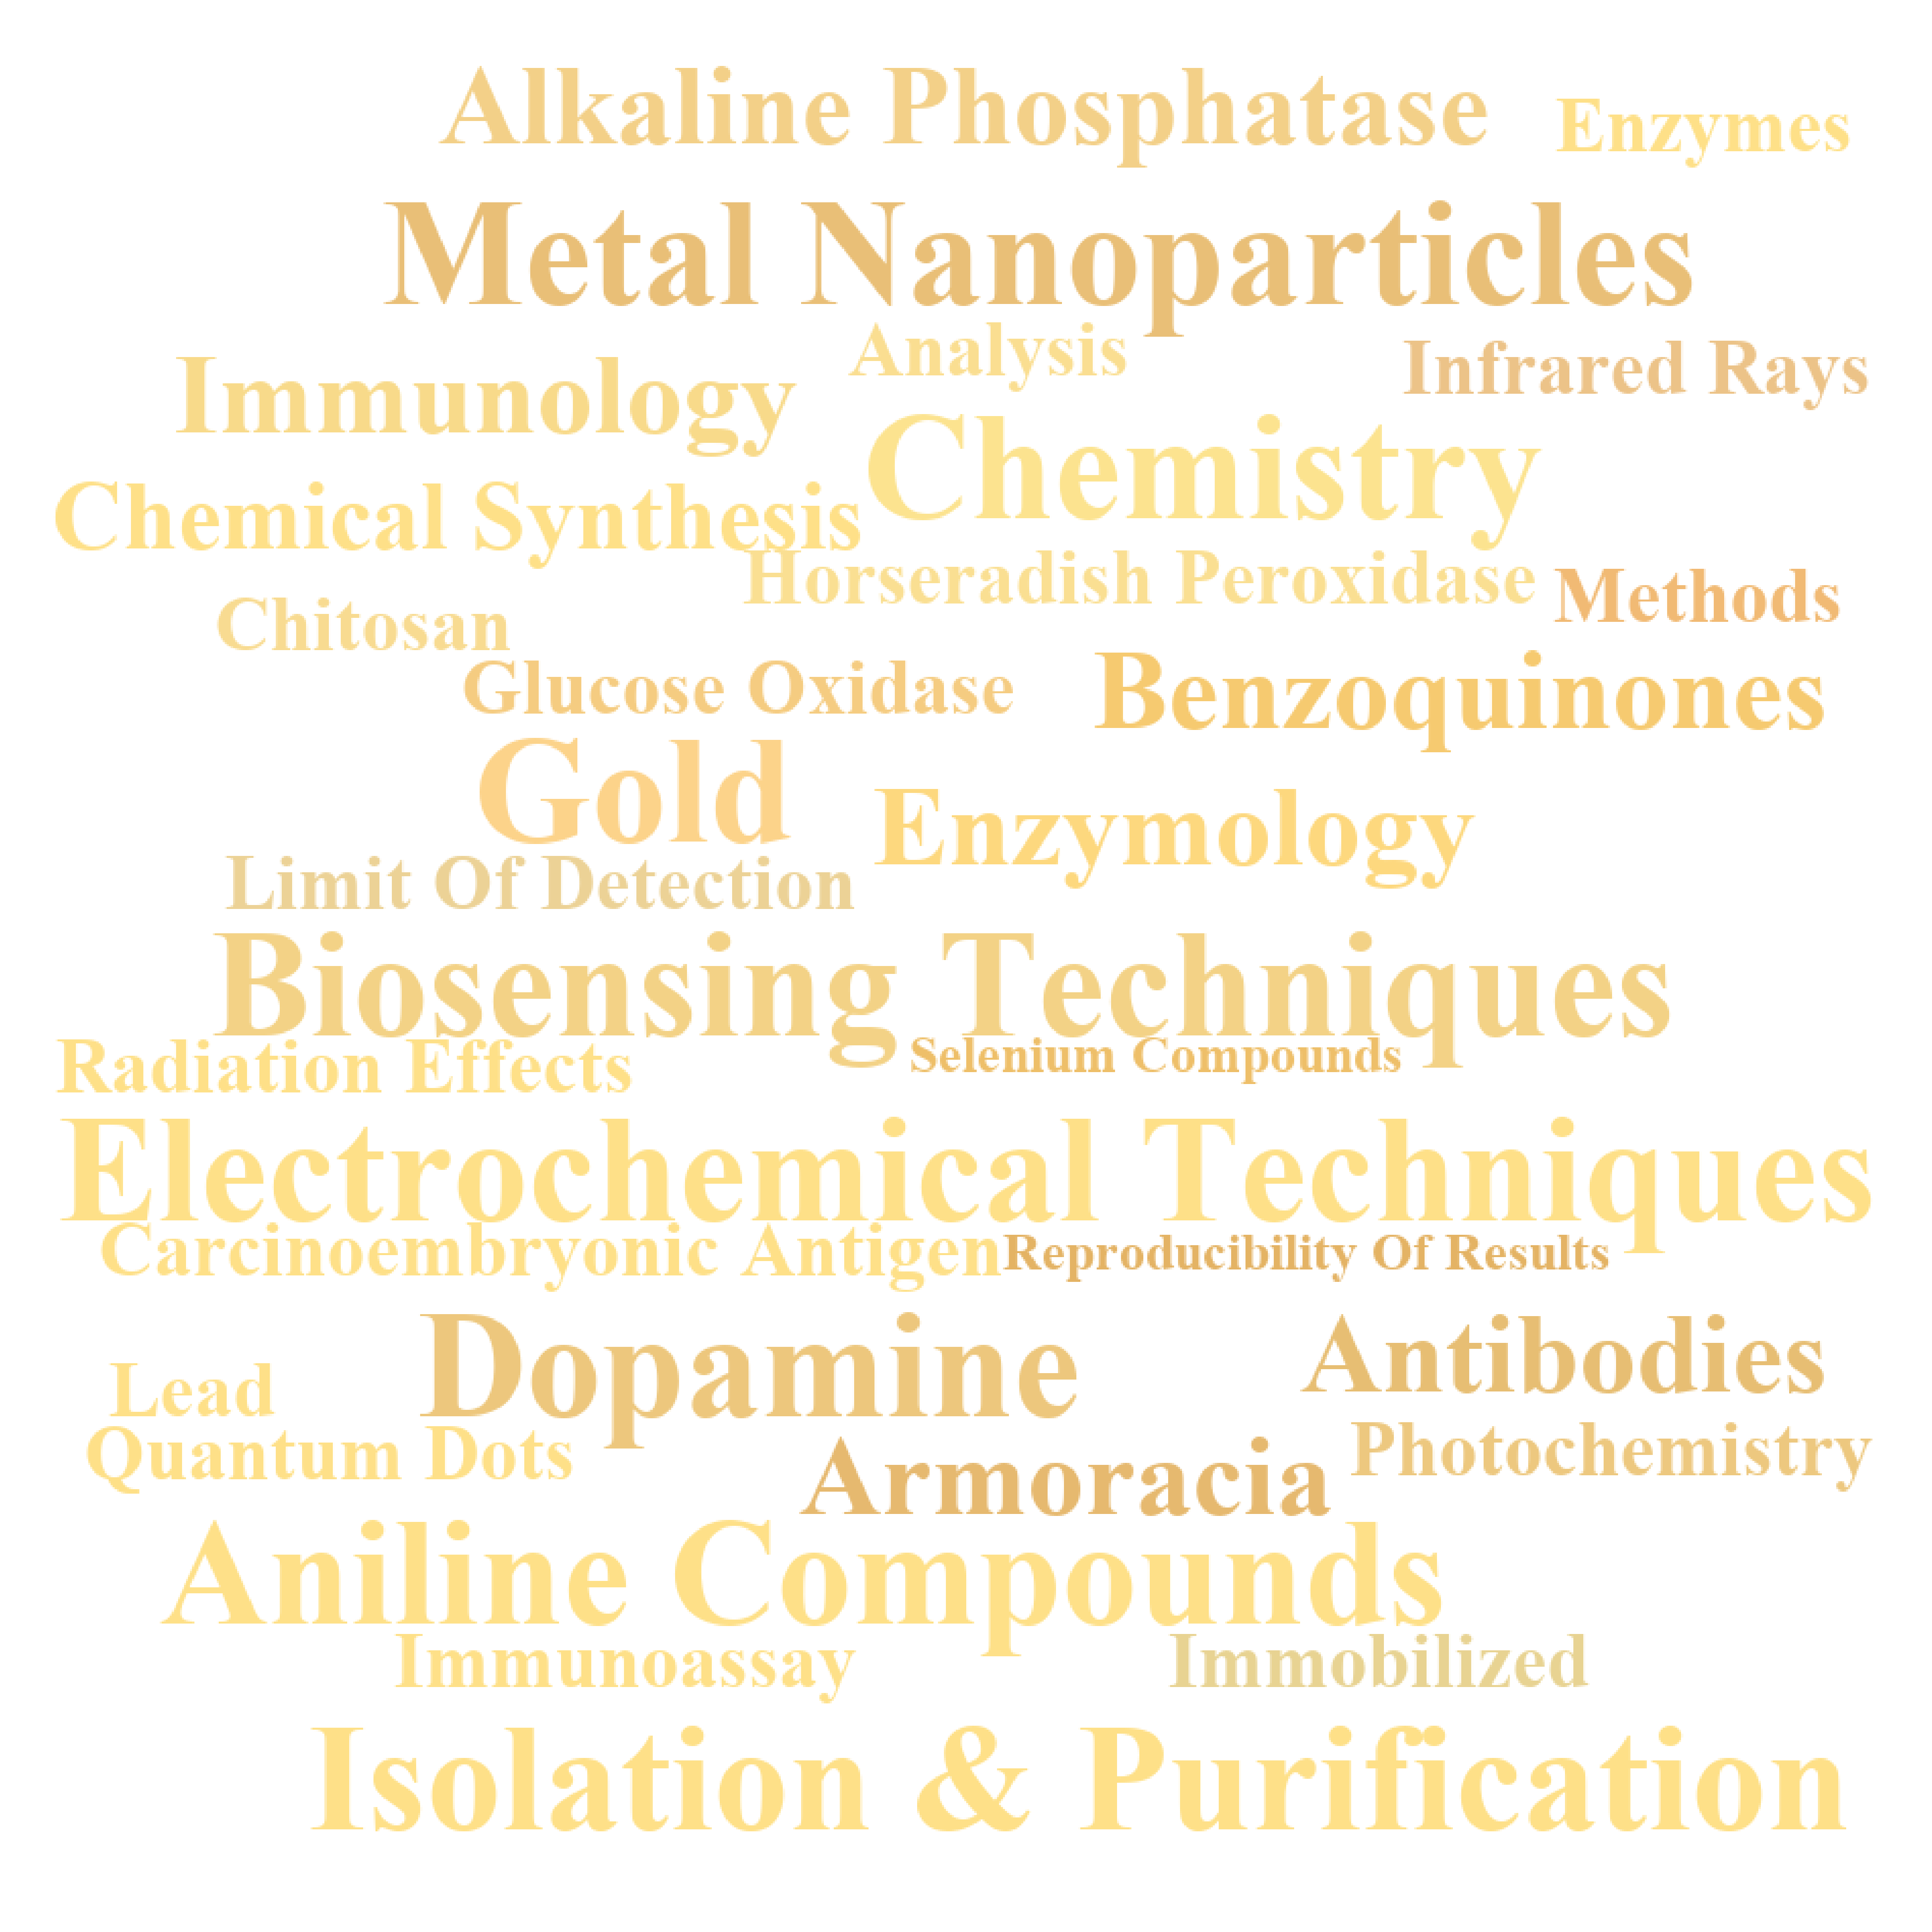 Alkaline Phosphatase
Enzymes
Metal Nanoparticles
Analysis
Infrared Rays
Immunology
Chemistry
Chemical Synthesis
Horseradish Peroxidase
Methods
Chitosan
Glucose Oxidase
Benzoquinones
Gold
Enzymology
Limit Of Detection
Biosensing Techniques
Radiation Effects
Selenium Compounds
Electrochemical Techniques
Carcinoembryonic Antigen
Reproducibility Of Results
Dopamine
Antibodies
Lead
Quantum Dots
Armoracia
Photochemistry
Aniline Compounds
Immunoassay
Immobilized
Isolation & Purification